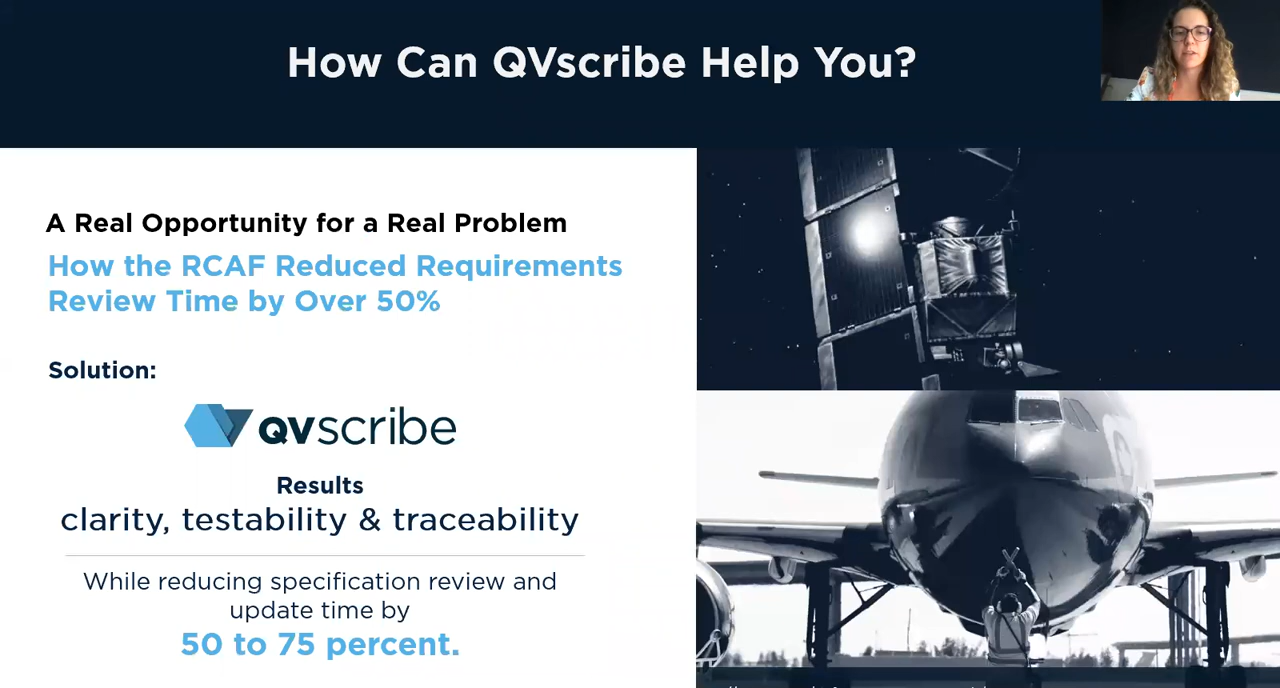 How Can QVscribe Help You?
A Real Opportunity for a Real Problem
How the RCAF Reduced Requirements
Review Time by Over 50%
Solution:
QVscribe
Results
clarity, testability & traceability
While reducing specification review and
update time by
50 to 75 percent.